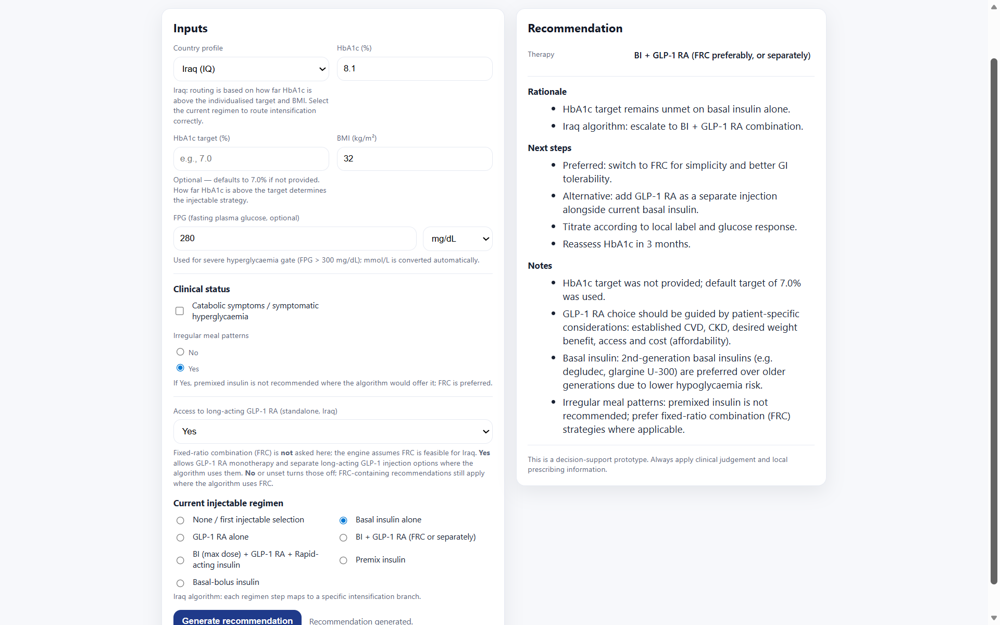 Inputs
Country profile
Iraq (IQ)
Iraq: routing is based on how far HbA1c is
above the individualised target and BMI. Select
the current regimen to route intensification
correctly.
HbA1c (%)
8.1
HbA1c target (%)
e.g., 7.0
Optional — defaults to 7.0% if not provided.
How far HbA1c is above the target determines
the injectable strategy.
BMI (kg/m²)
32
FPG (fasting plasma glucose, optional)
280
mg/dL
Used for severe hyperglycaemia gate (FPG > 300 mg/dL); mmol/L is converted automatically.
Clinical status
Catabolic symptoms / symptomatic
hyperglycaemia
Irregular meal patterns
No
Yes
If Yes, premixed insulin is not recommended where the algorithm would offer it; FRC is preferred.
Access to long-acting GLP-1 RA (standalone, Iraq)
Yes
Fixed-ratio combination (FRC) is not asked here; the engine assumes FRC is feasible for Iraq. Yes
allows GLP-1 RA monotherapy and separate long-acting GLP-1 injection options where the
algorithm uses them. No or unset turns those off; FRC-containing recommendations still apply
where the algorithm uses FRC.
Current injectable regimen
None / first injectable selection
Basal insulin alone
GLP-1 RA alone
BI + GLP-1 RA (FRC or separately)
BI (max dose) + GLP-1 RA + Rapid-
acting insulin
Premix insulin
Basal-bolus insulin
Iraq algorithm: each regimen step maps to a specific intensification branch.
Generate recommendation
Recommendation generated.
Recommendation
Therapy
BI + GLP-1 RA (FRC preferably, or separately)
Rationale
• HbA1c target remains unmet on basal insulin alone.
• Iraq algorithm: escalate to BI + GLP-1 RA combination.
Next steps
• Preferred: switch to FRC for simplicity and better GI
tolerability.
• Alternative: add GLP-1 RA as a separate injection
alongside current basal insulin.
• Titrate according to local label and glucose response.
• Reassess HbA1c in 3 months.
Notes
• HbA1c target was not provided; default target of 7.0%
was used.
• GLP-1 RA choice should be guided by patient-specific
considerations: established CVD, CKD, desired weight
benefit, access and cost (affordability).
• Basal insulin: 2nd-generation basal insulins (e.g.
degludec, glargine U-300) are preferred over older
generations due to lower hypoglycaemia risk.
• Irregular meal patterns: premixed insulin is not
recommended; prefer fixed-ratio combination (FRC)
strategies where applicable.
This is a decision-support prototype. Always apply clinical judgement and local
prescribing information.